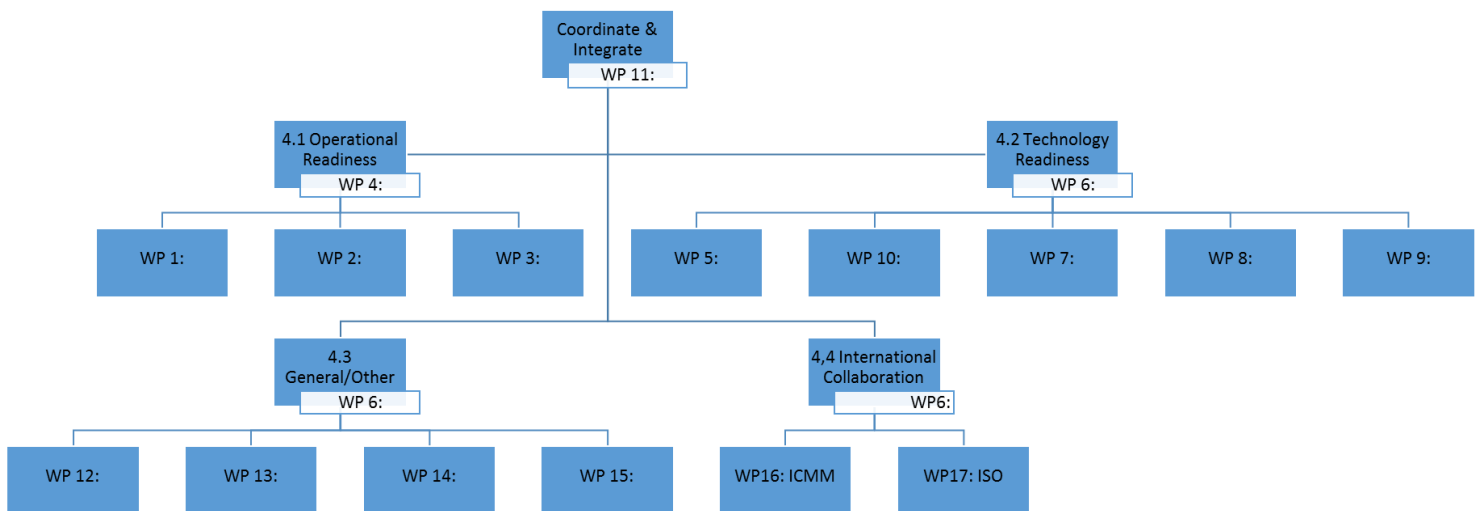 Coordinate &
Integrate
WP 11:
4.1 Operational
Readiness
WP 4:
4.2 Technology
Readiness
WP 6:
WP 1:
WP 2:
WP 3:
WP 5:
WP 10:
WP 7:
WP 8:
WP 9:
4.3
General/Other
WP 6:
4,4 International
Collaboration
WP6:
WP 12:
WP 13:
WP 14:
WP 15:
WP16: ICMM
WP17: ISO